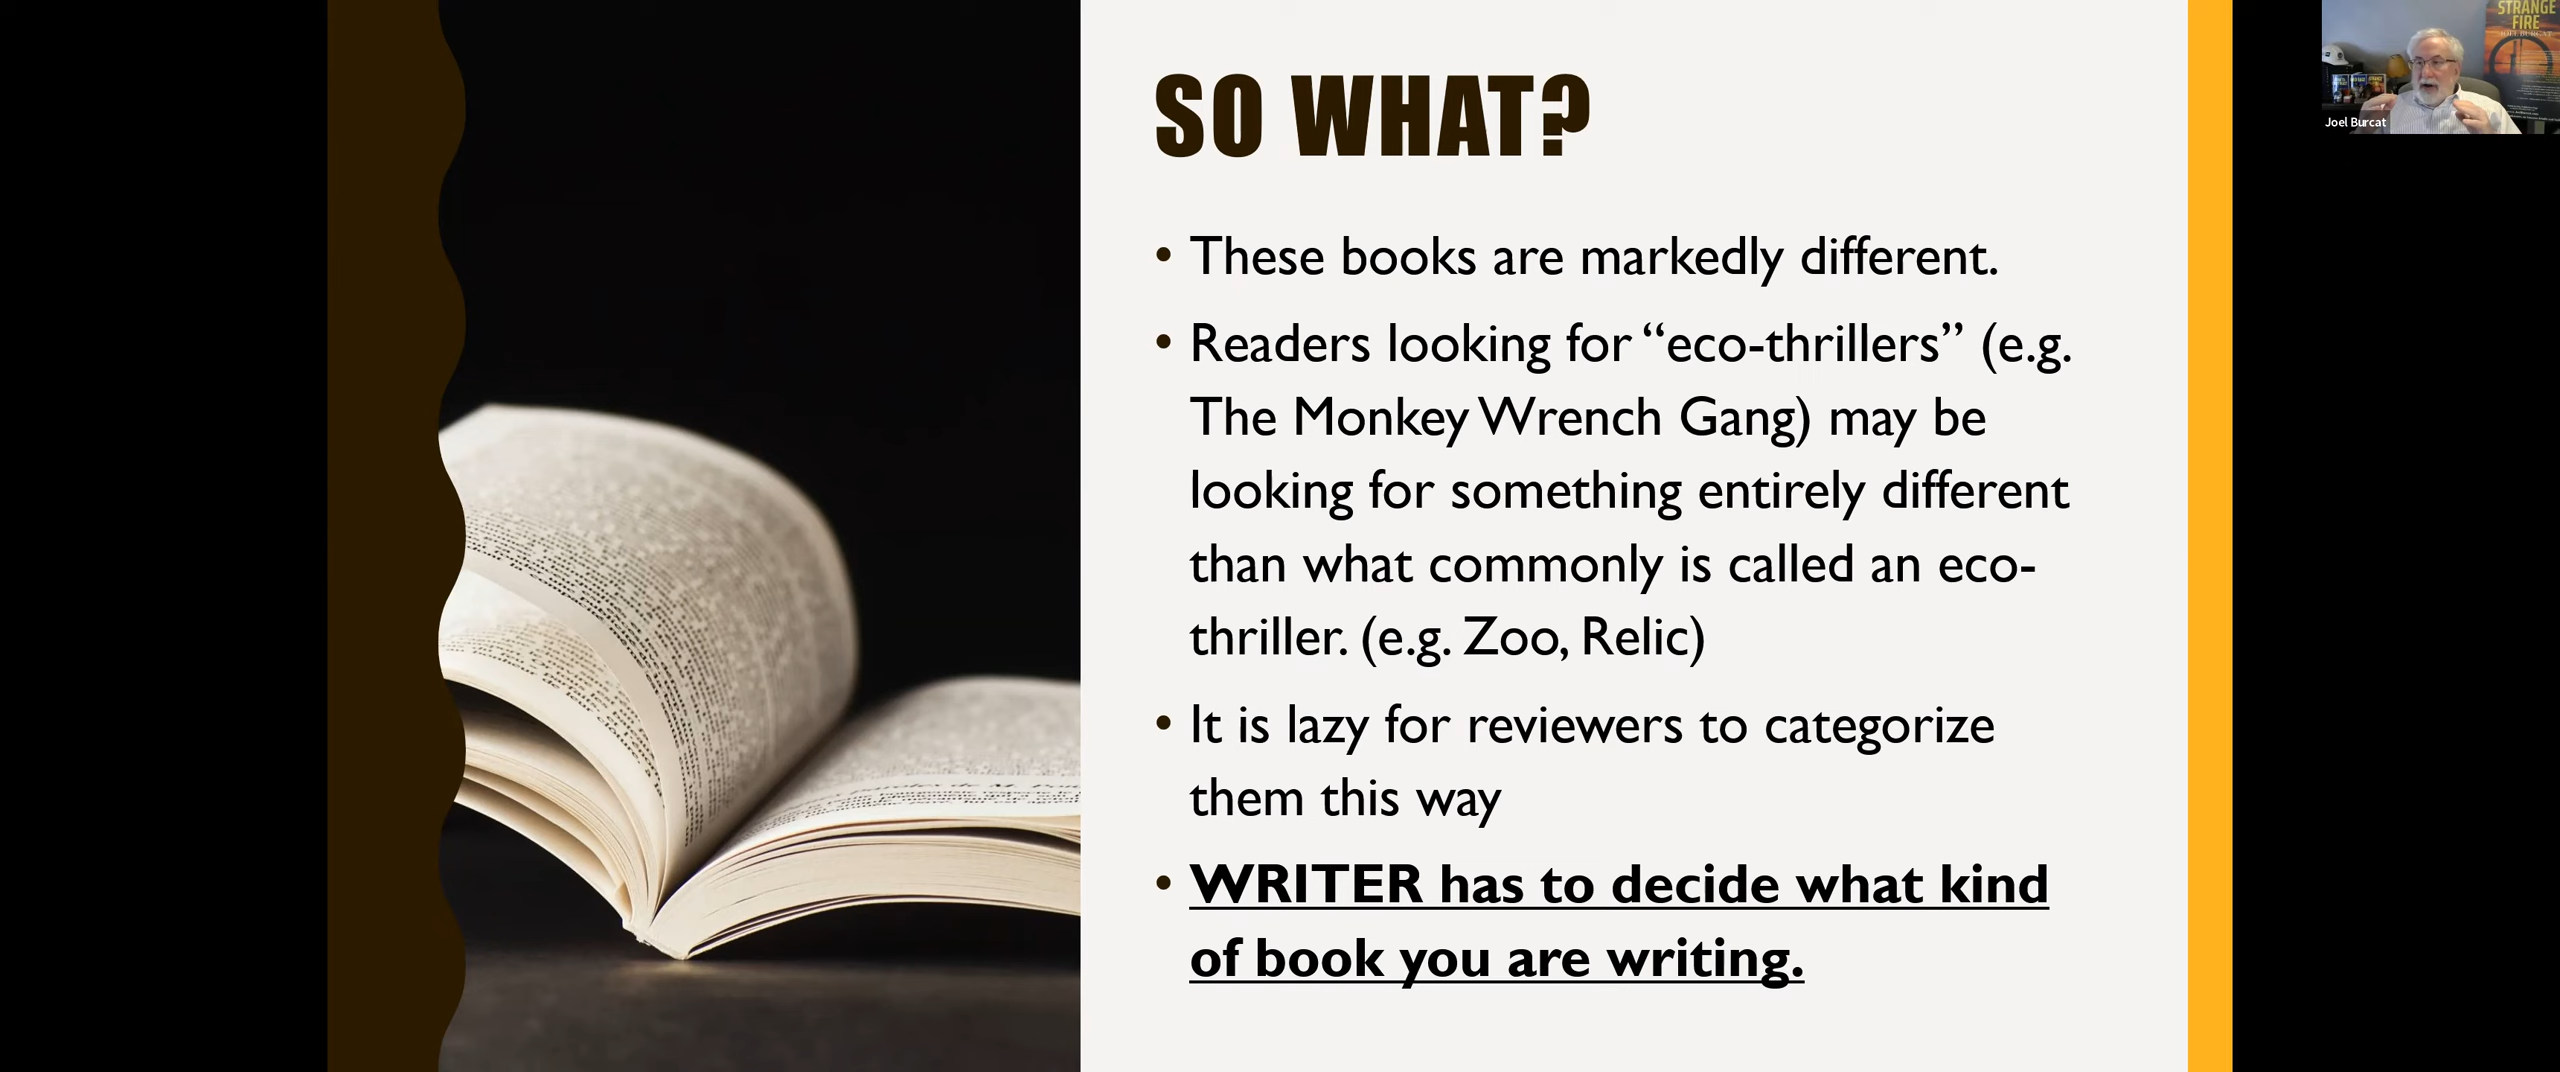 SO WHAT?
• These books are markedly different.
• Readers looking for “eco-thrillers” (e.g.
The Monkey Wrench Gang) may be
looking for something entirely different
than what commonly is called an eco-
thriller. (e.g. Zoo, Relic)
• It is lazy for reviewers to categorize
them this way
• WRITER has to decide what kind
of book you are writing.
STRANGE
FIRE
JOEL BURCAT
Joel Burcat